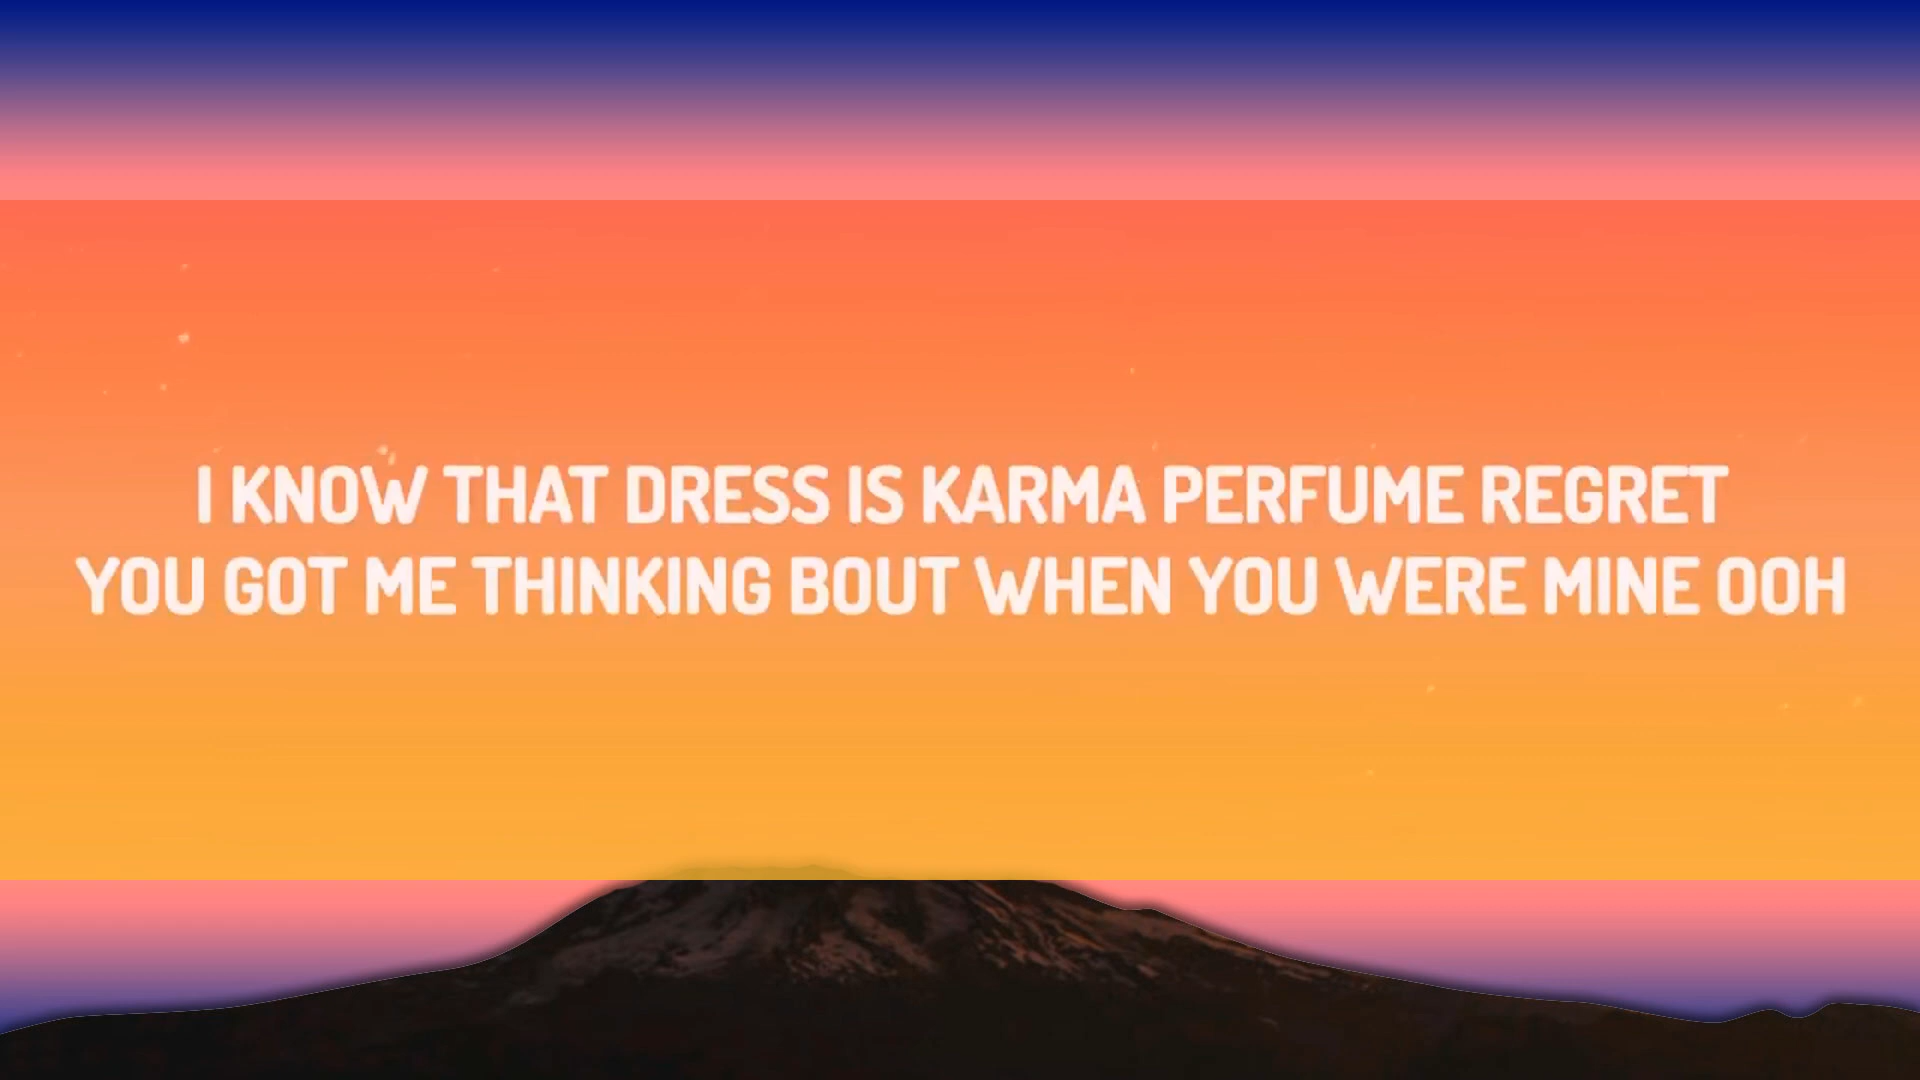 I KNOW THAT DRESS IS KARMA PERFUME REGRET
YOU GOT ME THINKING BOUT WHEN YOU WERE MINE OOH